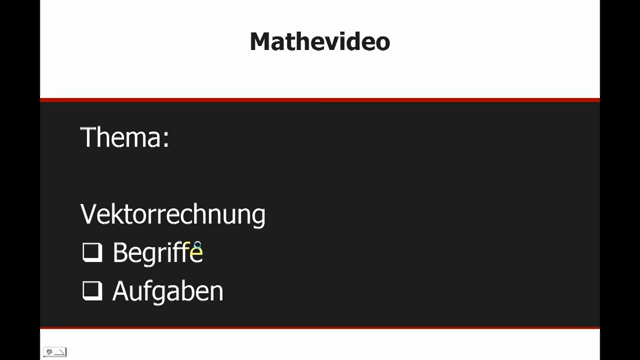 Mathevideo
Thema:
Vektorrechnung
❑ Begriffe
❑ Aufgaben